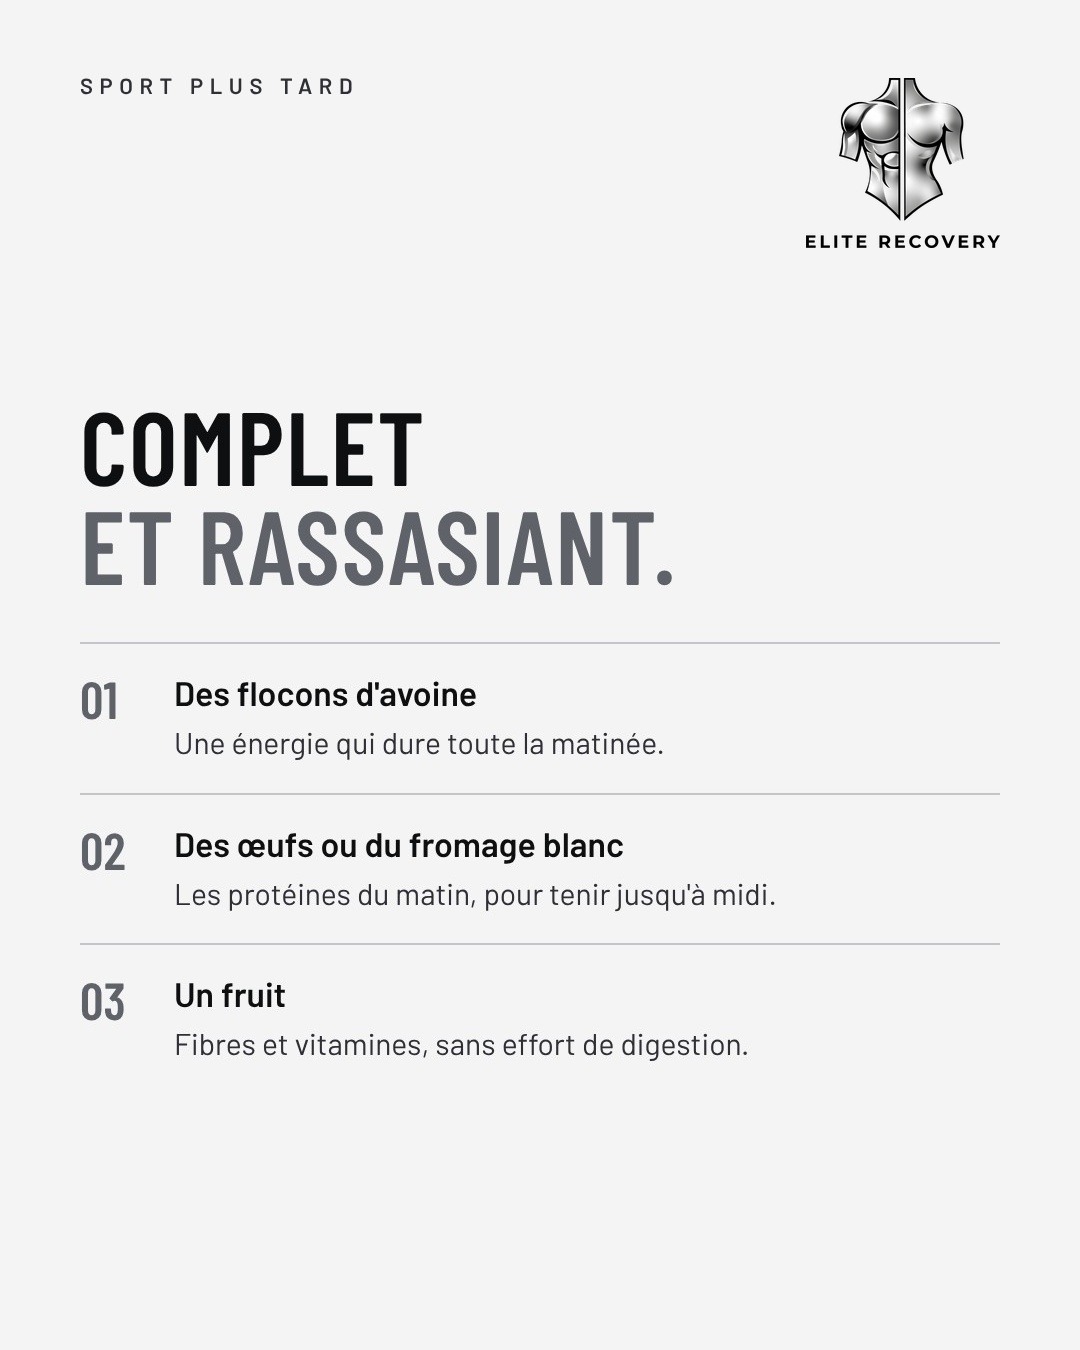 SPORT PLUS TARD
ELITE RECOVERY
COMPLET
ET RASSASIANT.
01
Des flocons d'avoine
Une énergie qui dure toute la matinée.
02
Des œufs ou du fromage blanc
Les protéines du matin, pour tenir jusqu'à midi.
03
Un fruit
Fibres et vitamines, sans effort de digestion.